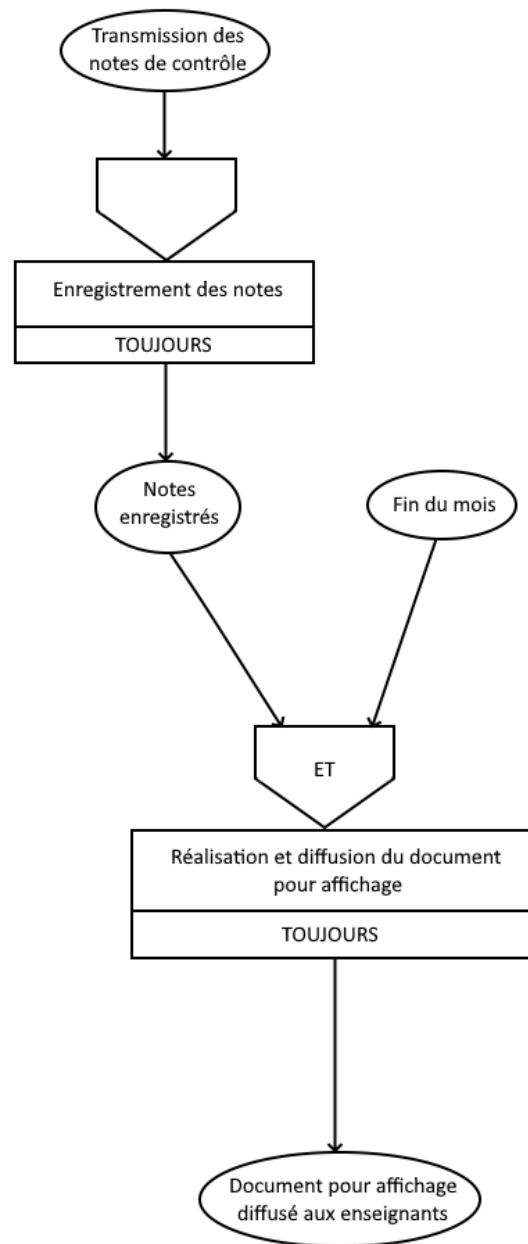 Transmission des
notes de contrôle
Enregistrement des notes
TOUJOURS
Notes
enregistrés
Fin du mois
ET
Réalisation et diffusion du document
pour affichage
TOUJOURS
Document pour affichage
diffusé aux enseignants